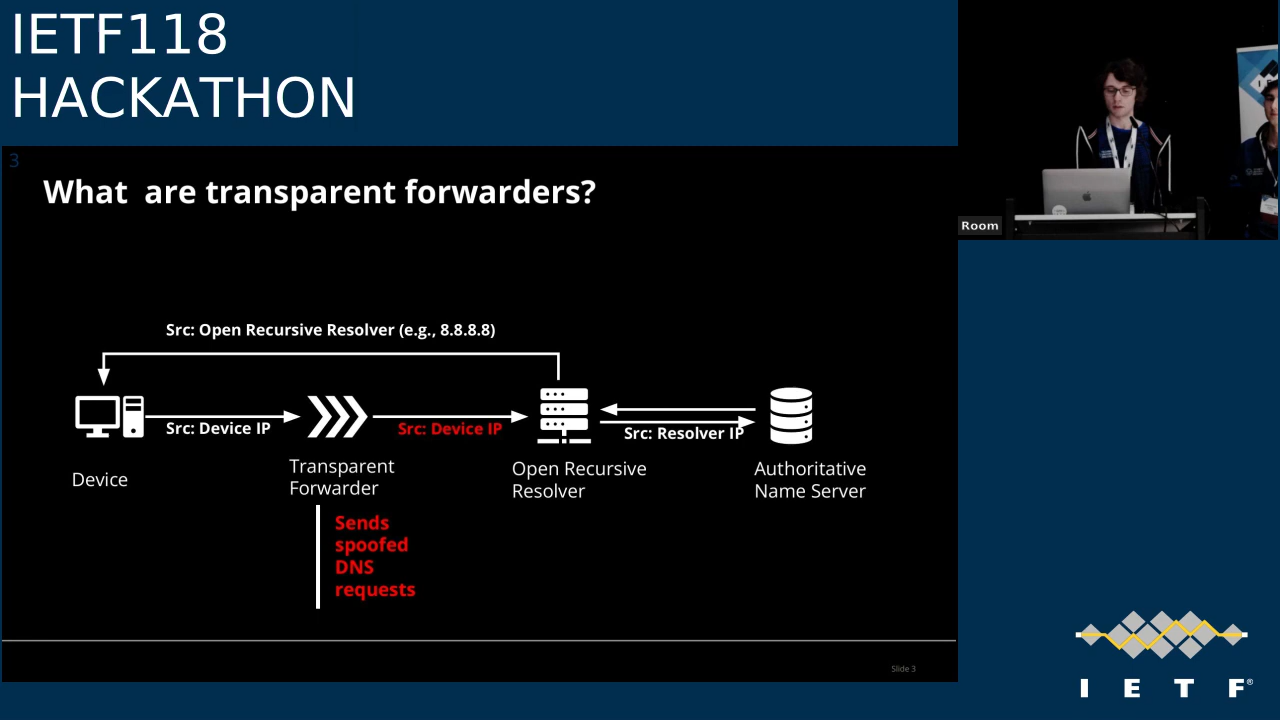 IETF118
HACKATHON
3
What  are transparent forwarders?
Src: Open Recursive Resolver (e.g., 8.8.8.8)
Src: Device IP
Src: Device IP
Src: Resolver IP
Device
Transparent
Forwarder
Open Recursive
Resolver
Authoritative
Name Server
Sends
spoofed
DNS
requests
Slide 3
Room
I E T F®